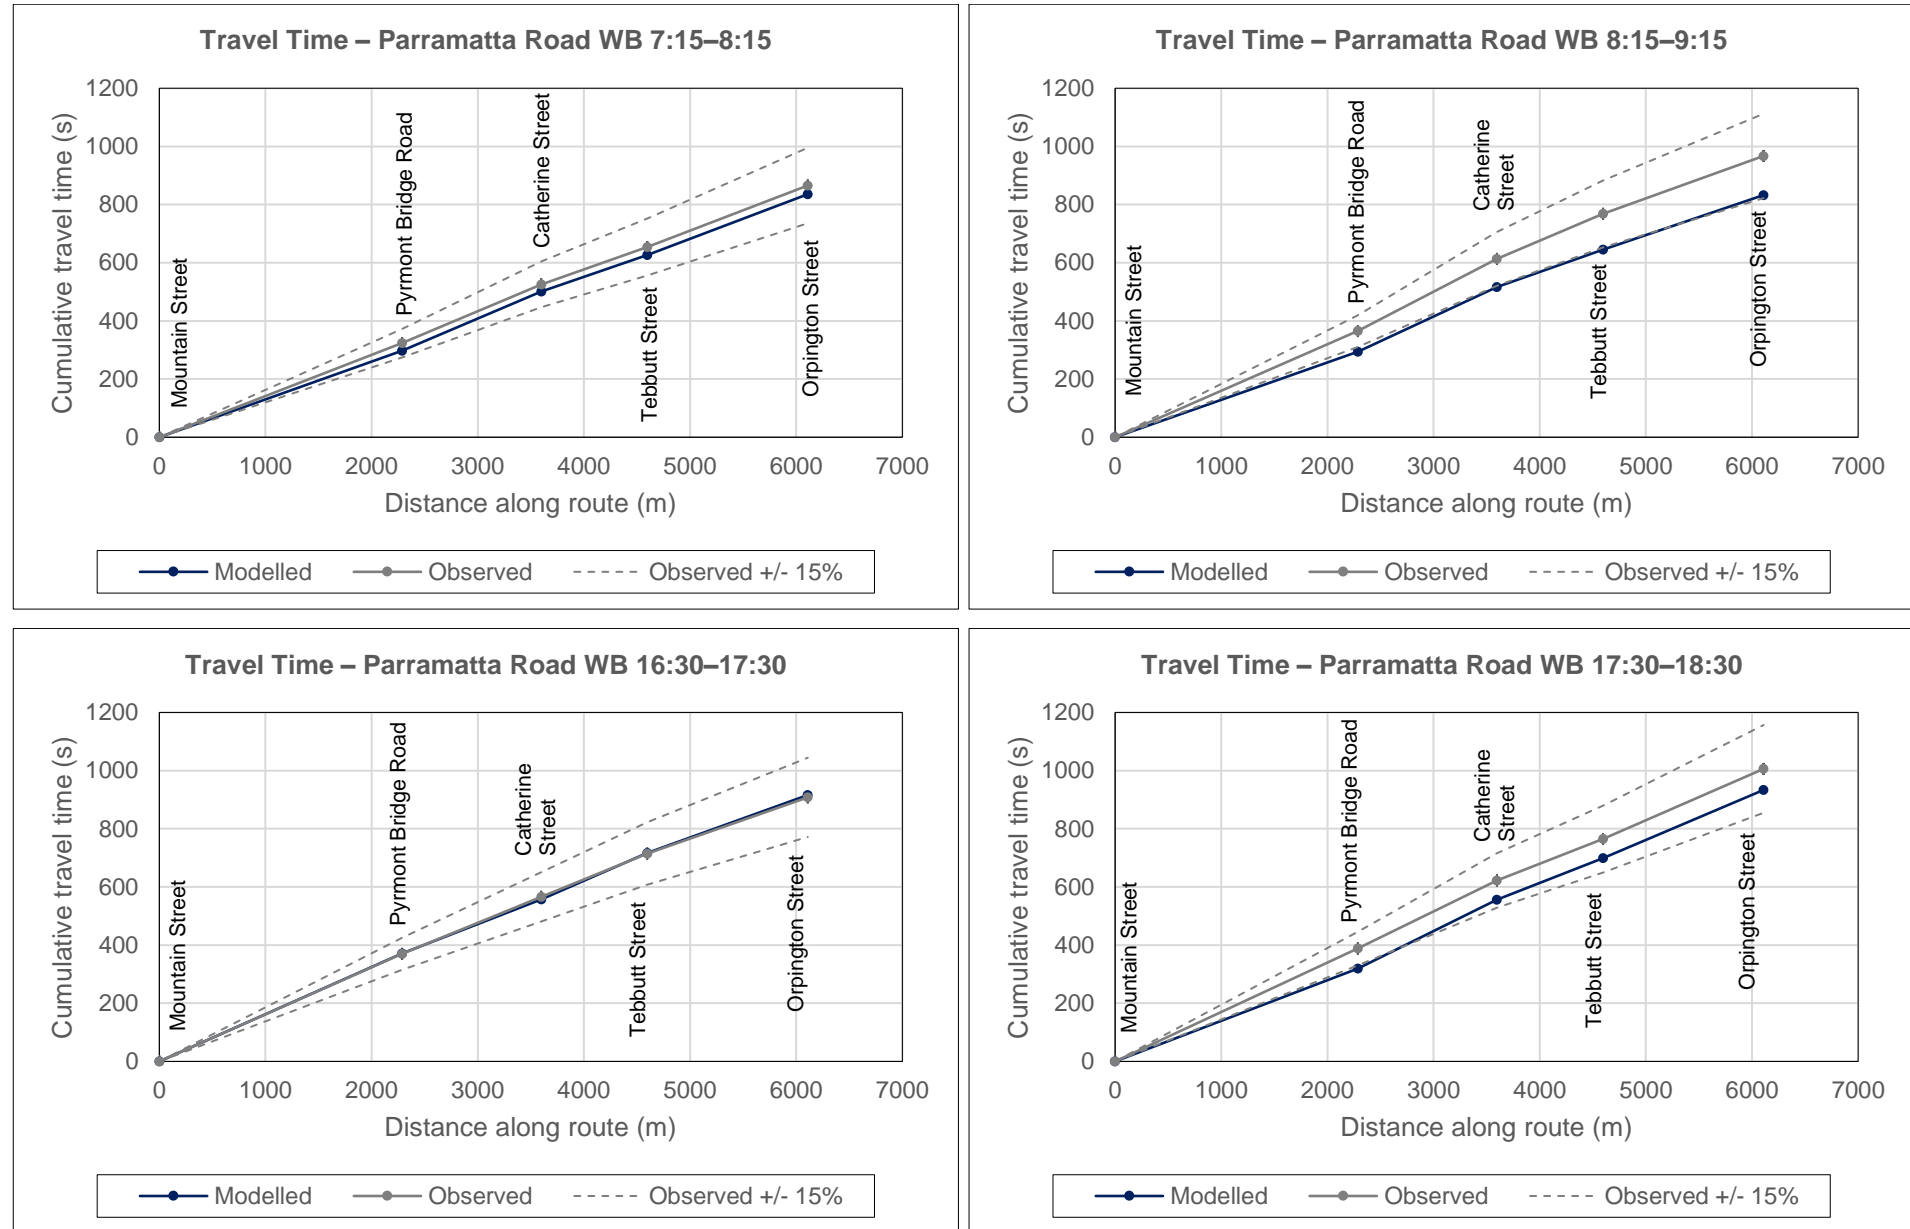 Travel Time – Parramatta Road WB 7:15–8:15
Cumulative travel time (s)
1200
1000
800
600
400
200
0
Mountain Street
Pyrmont Bridge Road
Catherine Street
Tebbutt Street
Orpington Street
0 1000 2000 3000 4000 5000 6000 7000
Distance along route (m)
Modelled Observed Observed +/- 15%
Travel Time – Parramatta Road WB 8:15–9:15
Cumulative travel time (s)
1200
1000
800
600
400
200
0
Mountain Street
Pyrmont Bridge Road
Catherine
Street
Tebbutt Street
Orpington Street
0 1000 2000 3000 4000 5000 6000 7000
Distance along route (m)
Modelled Observed Observed +/- 15%
Travel Time – Parramatta Road WB 16:30–17:30
Cumulative travel time (s)
1200
1000
800
600
400
200
0
Mountain Street
Pyrmont Bridge Road
Catherine
Street
Tebbutt Street
Orpington Street
0 1000 2000 3000 4000 5000 6000 7000
Distance along route (m)
Modelled Observed Observed +/- 15%
Travel Time – Parramatta Road WB 17:30–18:30
Cumulative travel time (s)
1200
1000
800
600
400
200
0
Mountain Street
Pyrmont Bridge Road
Catherine
Street
Tebbutt Street
Orpington Street
0 1000 2000 3000 4000 5000 6000 7000
Distance along route (m)
Modelled Observed Observed +/- 15%